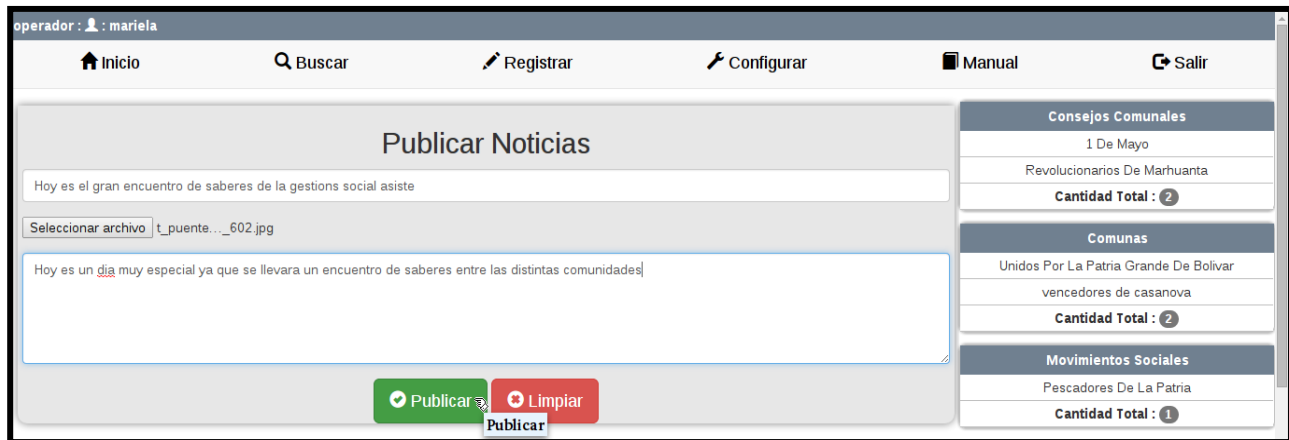 operador : : mariela
Inicio
Buscar
Registrar
Configurar
Manual
Salir
Publicar Noticias
Hoy es el gran encuentro de saberes de la gestions social asiste
Seleccionar archivo t_puente..._602.jpg
Hoy es un dia muy especial ya que se llevara un encuentro de saberes entre las distintas comunidades
Publicar
Limpiar
Publicar
Consejos Comunales
1 De Mayo
Revolucionarios De Marhuanta
Cantidad Total : 2
Comunas
Unidos Por La Patria Grande De Bolivar
vencedores de casanova
Cantidad Total : 2
Movimientos Sociales
Pescadores De La Patria
Cantidad Total : 1